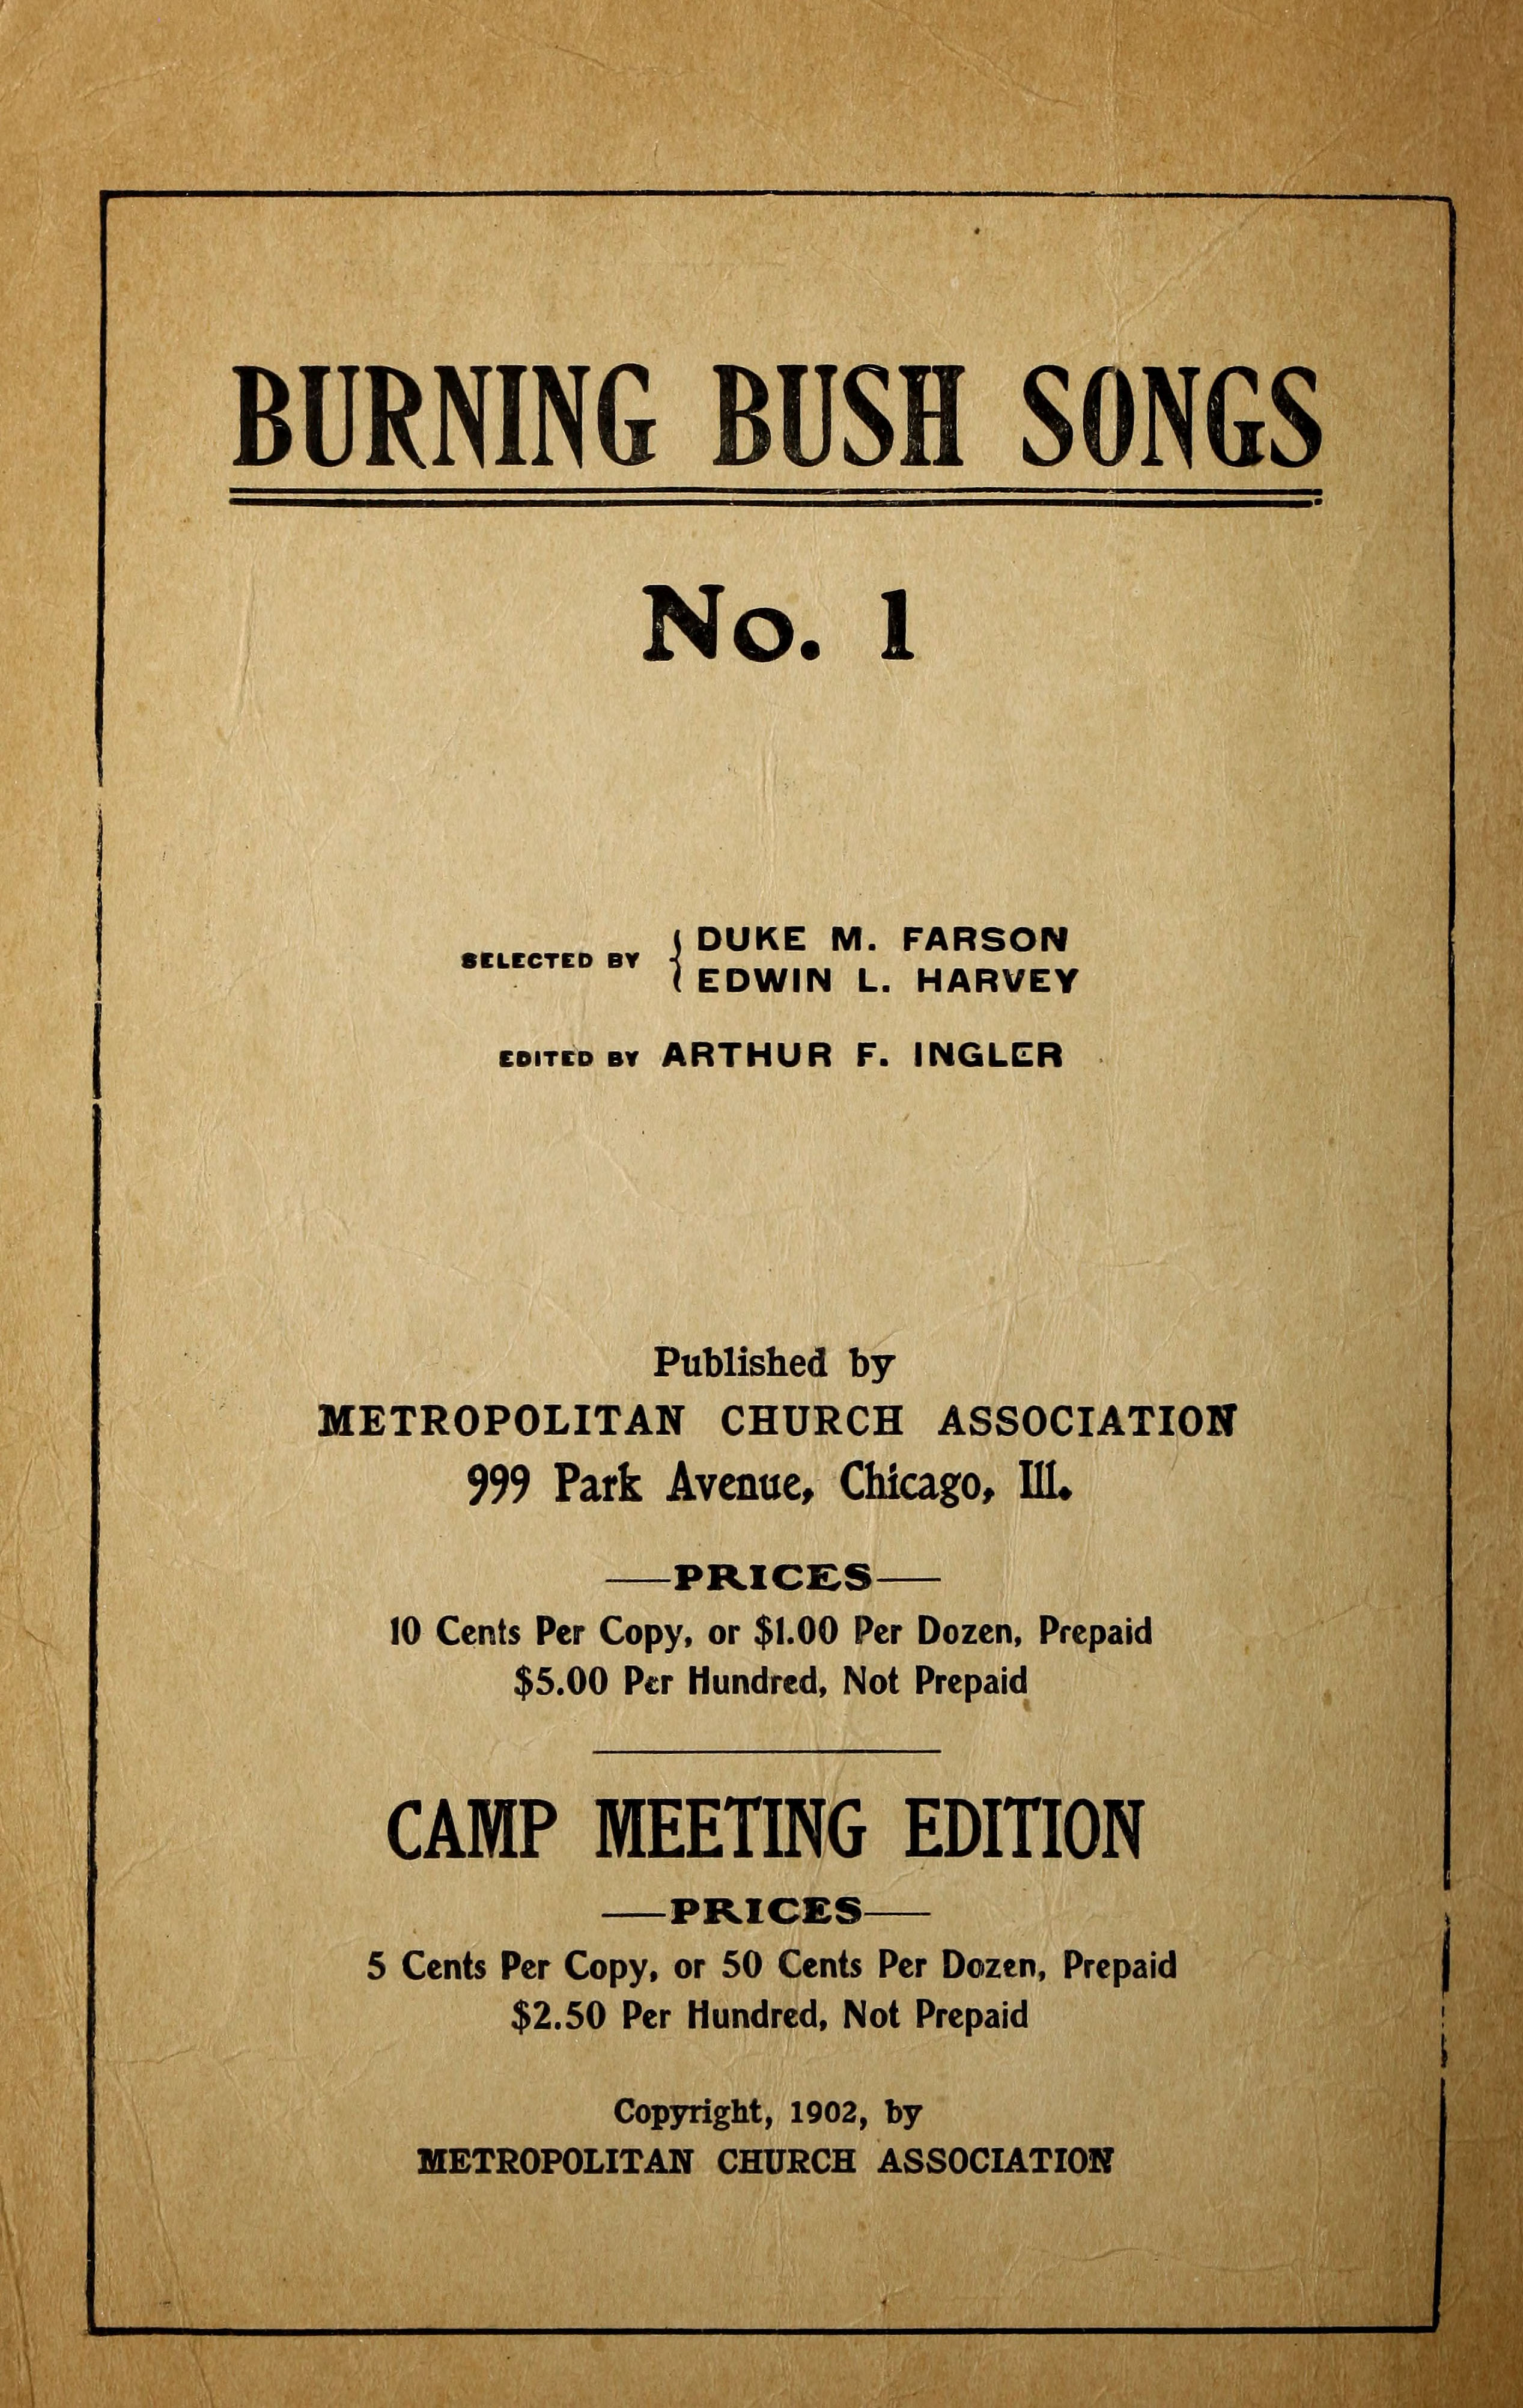 BURNING BUSH SONGS
No. 1
SELECTED BY { DUKE M. FARSON
EDWIN L. HARVEY
EDITED BY ARTHUR F. INGLER
Published by
METROPOLITAN CHURCH ASSOCIATION
999 Park Avenue, Chicago, Ill.
—PRICES—
10 Cents Per Copy, or $1.00 Per Dozen, Prepaid
$5.00 Per Hundred, Not Prepaid
CAMP MEETING EDITION
—PRICES—
5 Cents Per Copy, or 50 Cents Per Dozen, Prepaid
$2.50 Per Hundred, Not Prepaid
Copyright, 1902, by
METROPOLITAN CHURCH ASSOCIATION